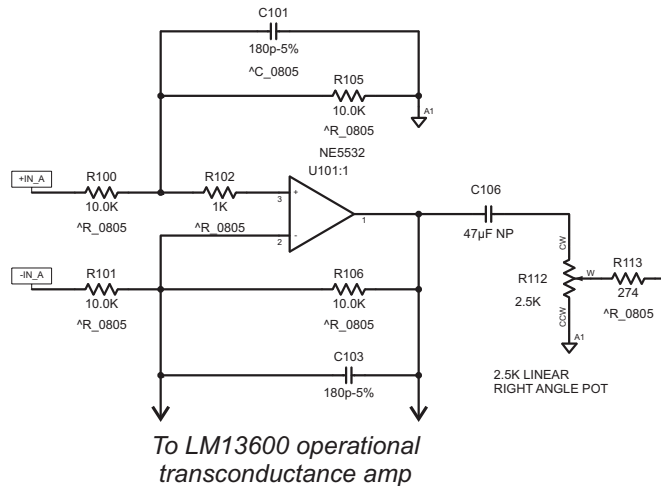 C101
180p-5%
^C_0805
R105
10.0K
^R_0805
A1
NE5532
U101:1
+IN_A
R100
10.0K
^R_0805
R102
1K
^R_0805
3
+
2
-
1
C106
47µF NP
-IN_A
R101
10.0K
^R_0805
R106
10.0K
^R_0805
CW
R112
2.5K
W
CCW
A1
R113
274
^R_0805
C103
180p-5%
2.5K LINEAR
RIGHT ANGLE POT
To LM13600 operational
transconductance amp